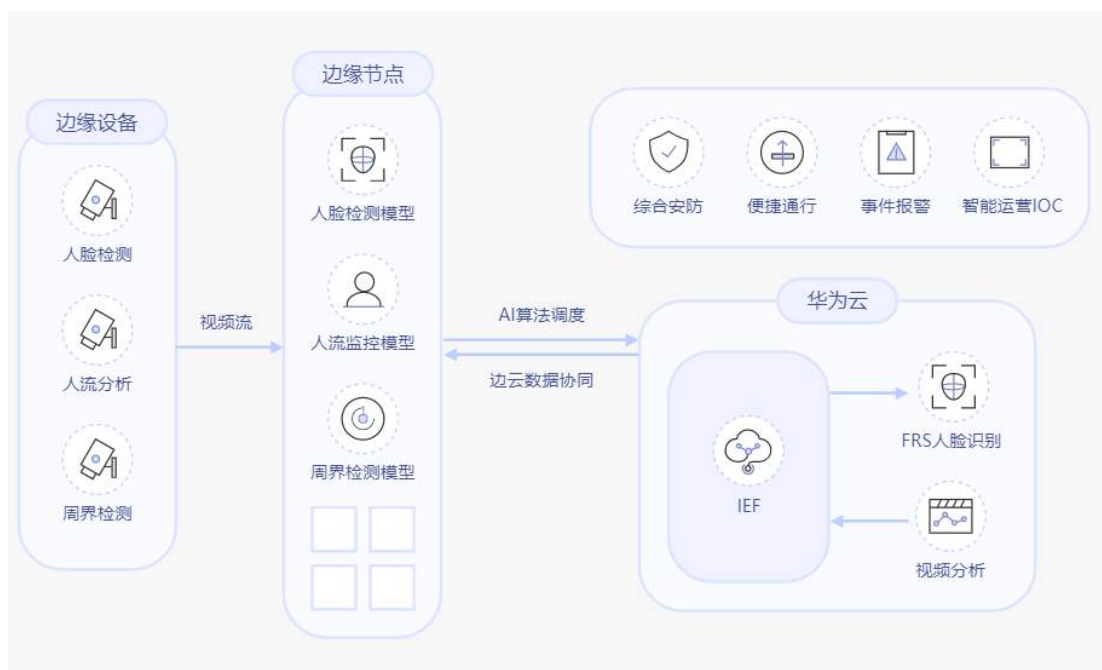 边缘设备
人脸检测
人流分析
周界检测
视频流
边缘节点
人脸检测模型
人流监控模型
周界检测模型
AI算法调度
边云数据协同
综合安防
便捷通行
事件报警
智能运营IOC
华为云
IEF
FRS人脸识别
视频分析